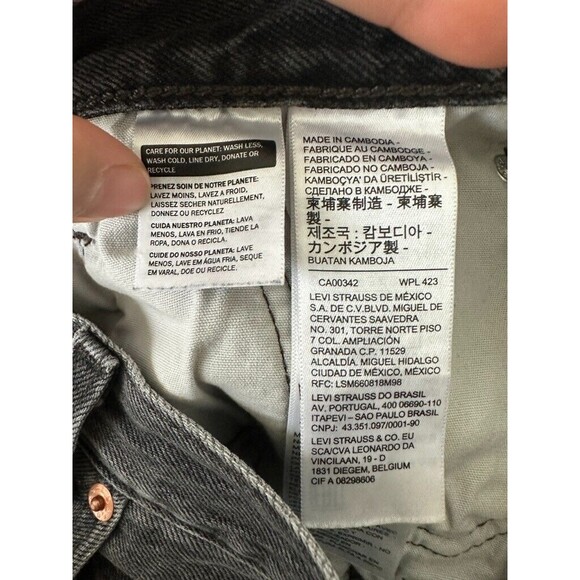 CARE FOR OUR PLANET: WASH LESS,
WASH COLD, LINE DRY, DONATE OR
RECYCLE
PRENEZ SOIN DE NOTRE PLANETE:
LAVEZ MOINS, LAVEZ A FROID,
LAISSEZ SECHER NATURELLEMENT,
DONNEZ OU RECYCLEZ
CUIDA NUESTRO PLANETA: LAVA
MENOS, LAVA EN FRIO, TIENDE LA
ROPA, DONA O RECICLA.
CUIDE DO NOSSO PLANETA: LAVE
MENOS, LAVE EM ÁGUA FRIA, SEQUE
EM VARAL, DOE OU RECICLE.
MADE IN CAMBODIA -
FABRIQUE AU CAMBODGE -
FABRICADO EN CAMBOYA -
FABRICADO NO CAMBOJA -
KAMBOÇYA' DA ÜRETİLİŞTİR -
СДЕЛАНО В КАМБОДЖЕ -
柬埔寨制造 - 柬埔寨
製 -
제조국 : 캄보디아 -
カンボジア製 -
BUATAN KAMBOJA
CA00342 WPL 423
LEVI STRAUSS DE MÉXICO
S.A. DE C.V.BLVD. MIGUEL DE
CERVANTES SAAVEDRA
NO. 301, TORRE NORTE PISO
7 COL. AMPLIACIÓN
GRANADA C.P. 11529
ALCALDÍA. MIGUEL HIDALGO
CIUDAD DE MÉXICO, MÉXICO
RFC: LSM660818M98
LEVI STRAUSS DO BRASIL
AV. PORTUGAL, 400 06690-110
ITAPEVI – SAO PAULO BRASIL
CNPJ: 43.351.097/0001-90
LEVI STRAUSS & CO. EU
SCA/CVA LEONARDO DA
VINCILAAN, 19 - D
1831 DIEGEM, BELGIUM
CIF A 08298606